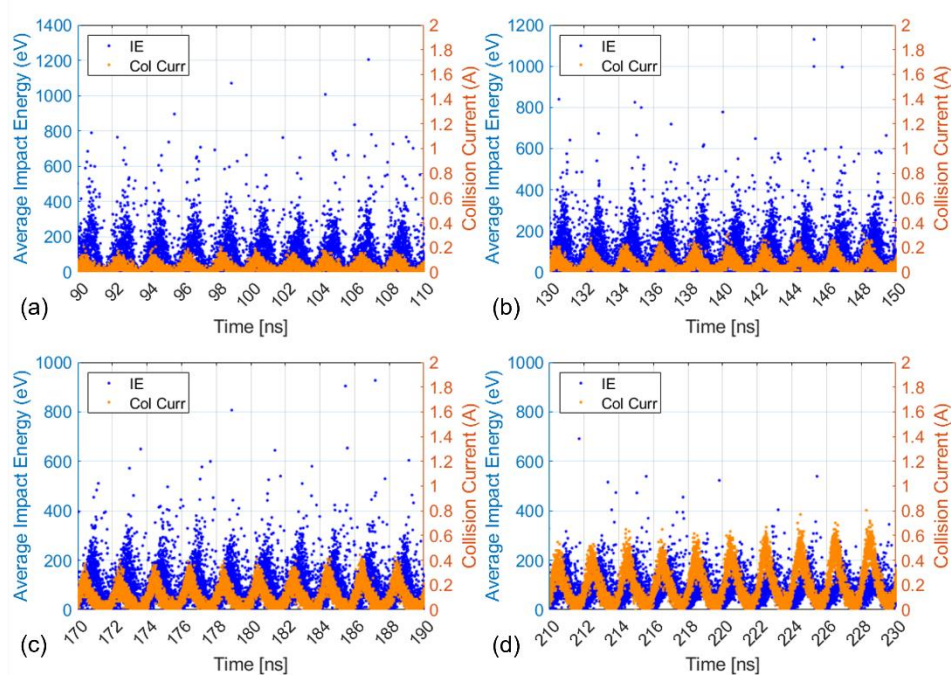 1400
1200
1000
800
600
400
200
0
Average Impact Energy (eV)
IE
Col Curr
2
1.8
1.6
1.4
1.2
1
0.8
0.6
0.4
0.2
0
Collision Current (A)
90 92 94 96 98 100 102 104 106 108 110
Time [ns]
(a)
1200
1000
800
600
400
200
0
Average Impact Energy (eV)
IE
Col Curr
2
1.8
1.6
1.4
1.2
1
0.8
0.6
0.4
0.2
0
Collision Current (A)
130 132 134 136 138 140 142 144 146 148 150
Time [ns]
(b)
1000
800
600
400
200
0
Average Impact Energy (eV)
IE
Col Curr
2
1.8
1.6
1.4
1.2
1
0.8
0.6
0.4
0.2
0
Collision Current (A)
170 172 174 176 178 180 182 184 186 188 190
Time [ns]
(c)
1000
800
600
400
200
0
Average Impact Energy (eV)
IE
Col Curr
2
1.8
1.6
1.4
1.2
1
0.8
0.6
0.4
0.2
0
Collision Current (A)
210 212 214 216 218 220 222 224 226 228 230
Time [ns]
(d)